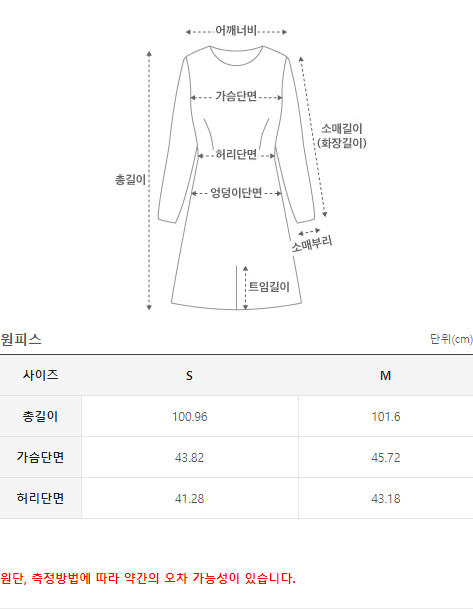 어깨너비
가슴단면
소매길이
(화장길이)
허리단면
총길이
엉덩이단면
소매부리
트임길이
원피스 단위(cm)
사이즈 S M
총길이 100.96 101.6
가슴단면 43.82 45.72
허리단면 41.28 43.18
원단, 측정방법에 따라 약간의 오차 가능성이 있습니다.